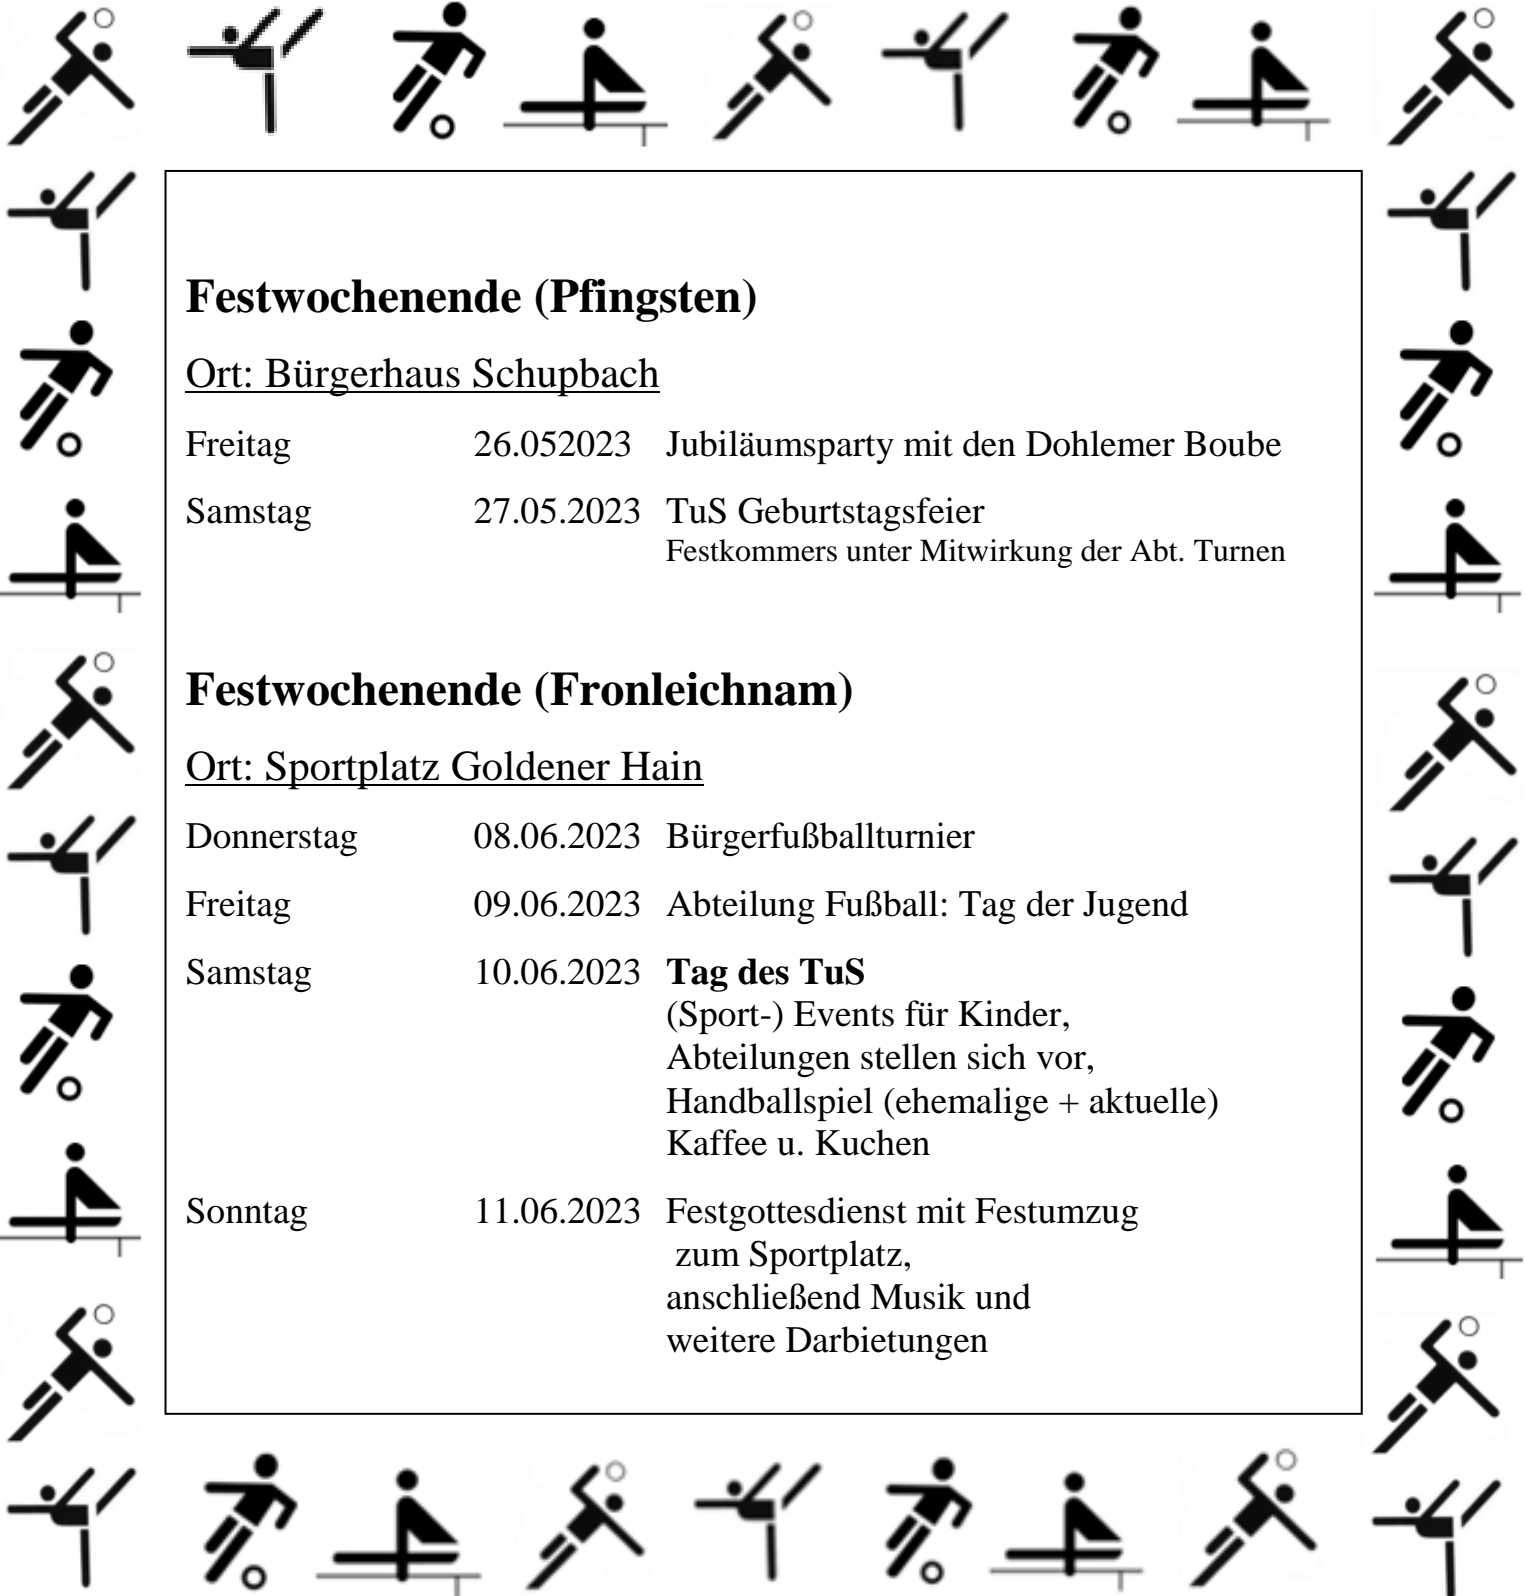 Festwochenende (Pfingsten)
Ort: Bürgerhaus Schupbach
Freitag 26.052023 Jubiläumsparty mit den Dohlemer Boube
Samstag 27.05.2023 TuS Geburtstagsfeier
Festkommers unter Mitwirkung der Abt. Turnen
Festwochenende (Fronleichnam)
Ort: Sportplatz Goldener Hain
Donnerstag 08.06.2023 Bürgerfußballturnier
Freitag 09.06.2023 Abteilung Fußball: Tag der Jugend
Samstag 10.06.2023 Tag des TuS
(Sport-) Events für Kinder,
Abteilungen stellen sich vor,
Handballspiel (ehemalige + aktuelle)
Kaffee u. Kuchen
Sonntag 11.06.2023 Festgottesdienst mit Festumzug
zum Sportplatz,
anschließend Musik und
weitere Darbietungen